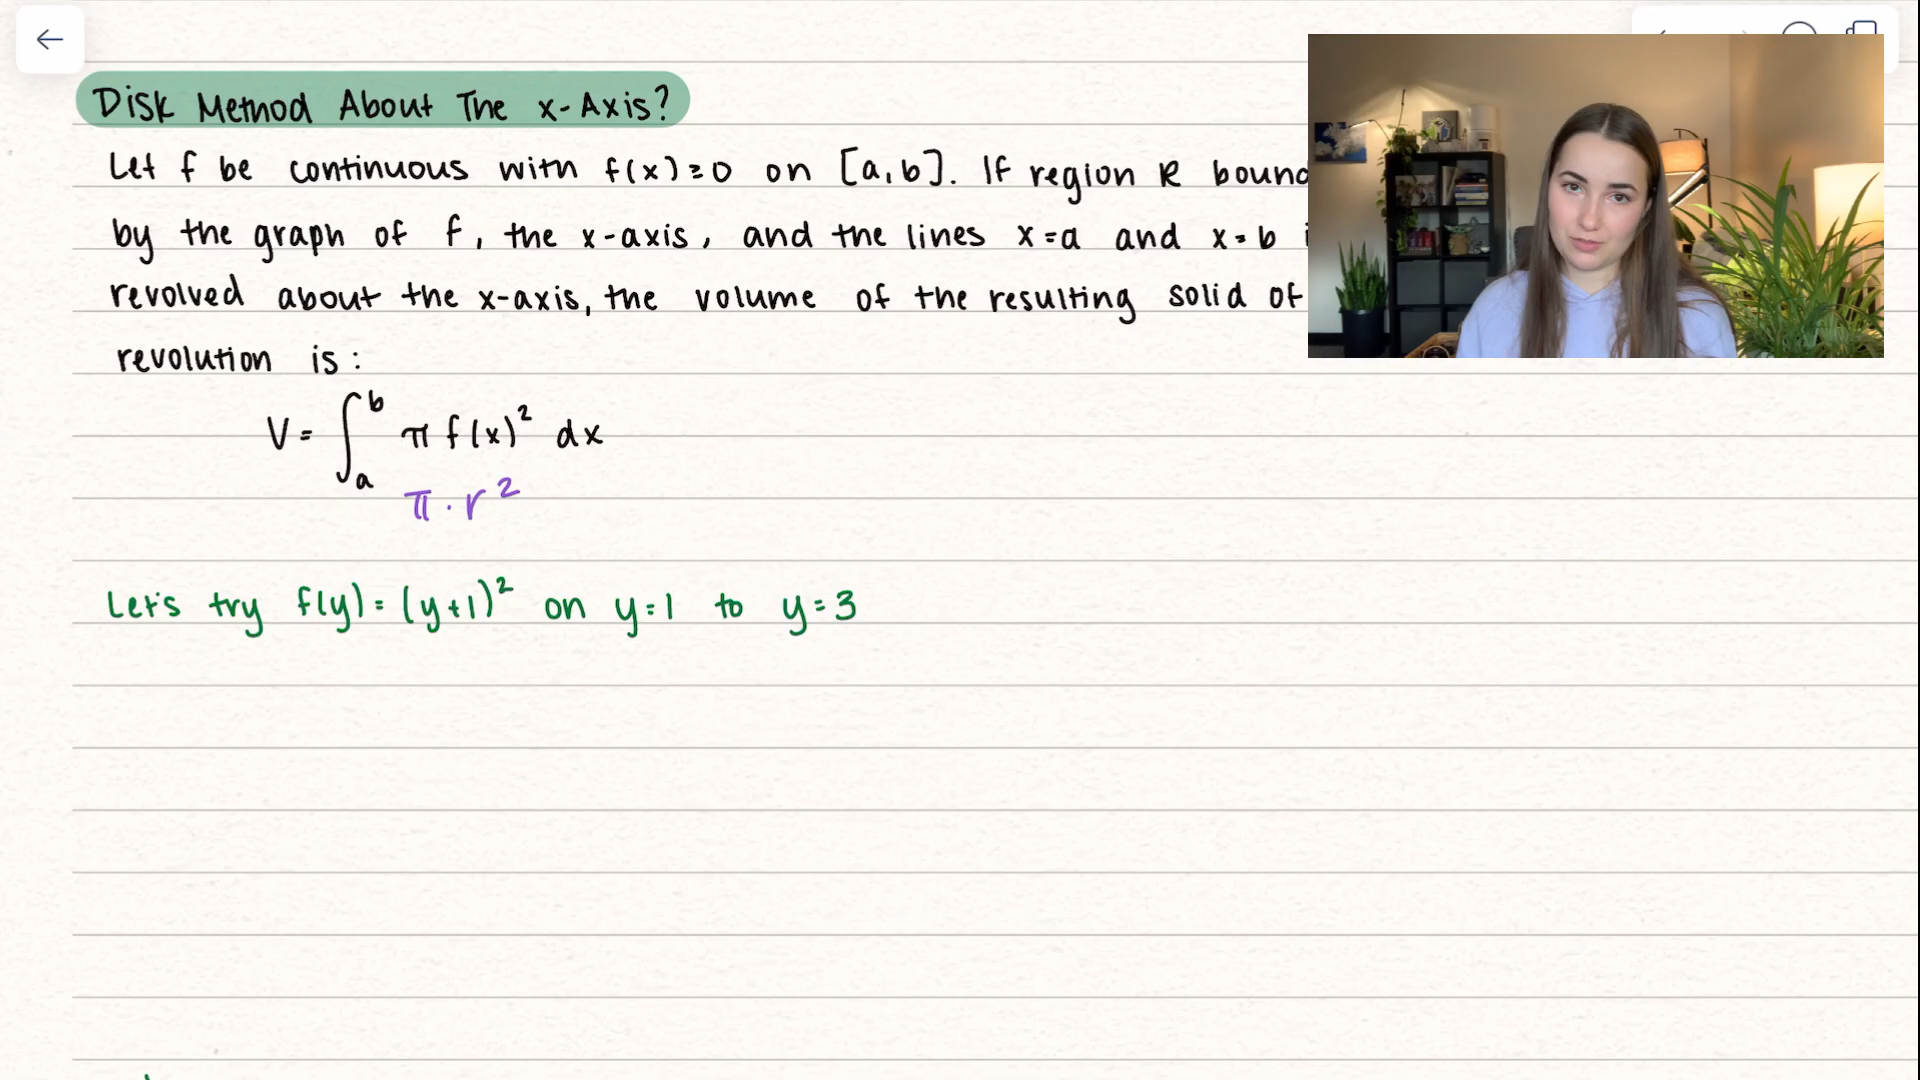 Disk Method About The x-Axis?
Let f be continuous with f(x)≥0 on [a,b]. If region R bound
by the graph of f, the x-axis, and the lines x=a and x=b
revolved about the x-axis, the volume of the resulting solid of
revolution is:
V = ∫_a^b π f(x)² dx
π · r²
Let's try f(y) = (y+1)² on y=1 to y=3